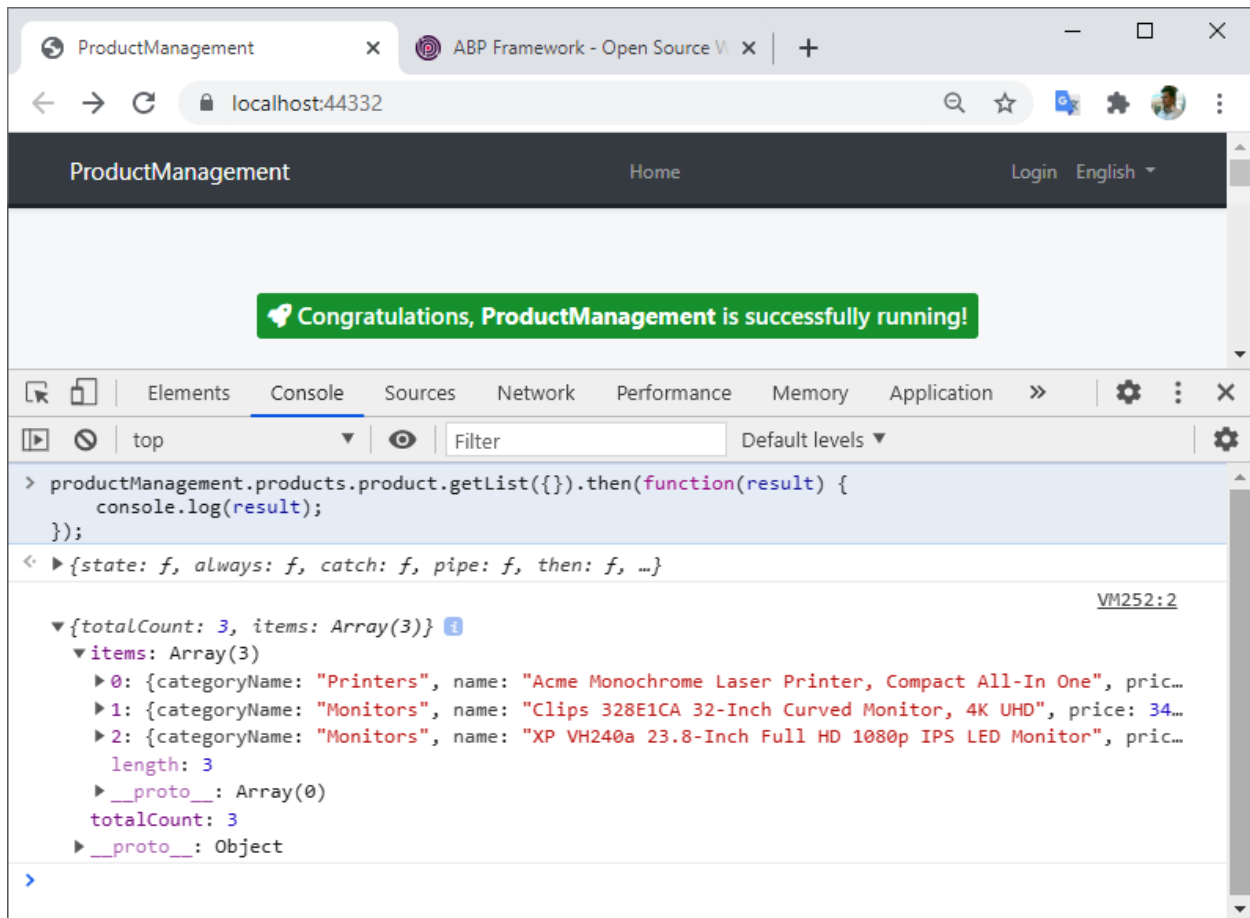 ProductManagement
ABP Framework - Open Source W
localhost:44332
ProductManagement Home Login English
Congratulations, ProductManagement is successfully running!
Elements Console Sources Network Performance Memory Application »
top Filter Default levels ▼
> productManagement.products.product.getList({}).then(function(result) {
console.log(result);
});
{state: ƒ, always: ƒ, catch: ƒ, pipe: ƒ, then: ƒ, …}
VM252:2
{totalCount: 3, items: Array(3)} i
items: Array(3)
0: {categoryName: "Printers", name: "Acme Monochrome Laser Printer, Compact All-In One", pric…
1: {categoryName: "Monitors", name: "Clips 328E1CA 32-Inch Curved Monitor, 4K UHD", price: 34…
2: {categoryName: "Monitors", name: "XP VH240a 23.8-Inch Full HD 1080p IPS LED Monitor", pric…
length: 3
__proto__: Array(0)
totalCount: 3
__proto__: Object
>